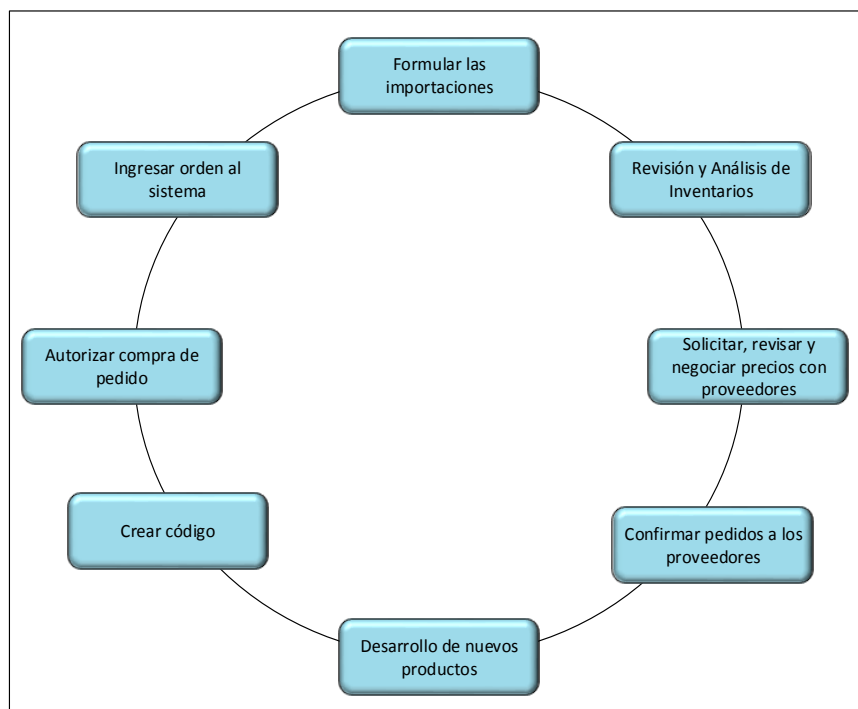 Formular las
importaciones
Revisión y Análisis de
Inventarios
Solicitar, revisar y
negociar precios con
proveedores
Confirmar pedidos a los
proveedores
Desarrollo de nuevos
productos
Crear código
Autorizar compra de
pedido
Ingresar orden al
sistema